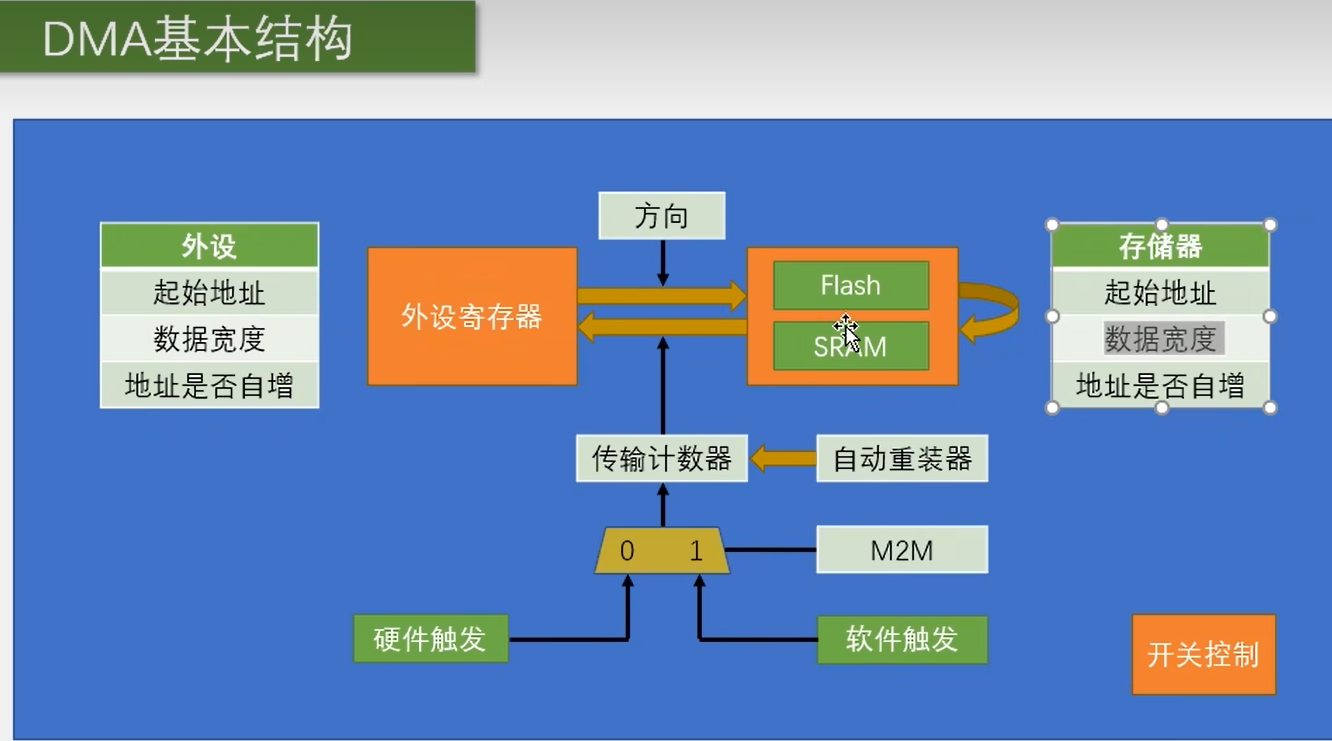 DMA基本结构
方向
外设
起始地址
数据宽度
地址是否自增
外设寄存器
Flash
SRAM
存储器
起始地址
数据宽度
地址是否自增
传输计数器
自动重装器
0
1
M2M
硬件触发
软件触发
开关控制